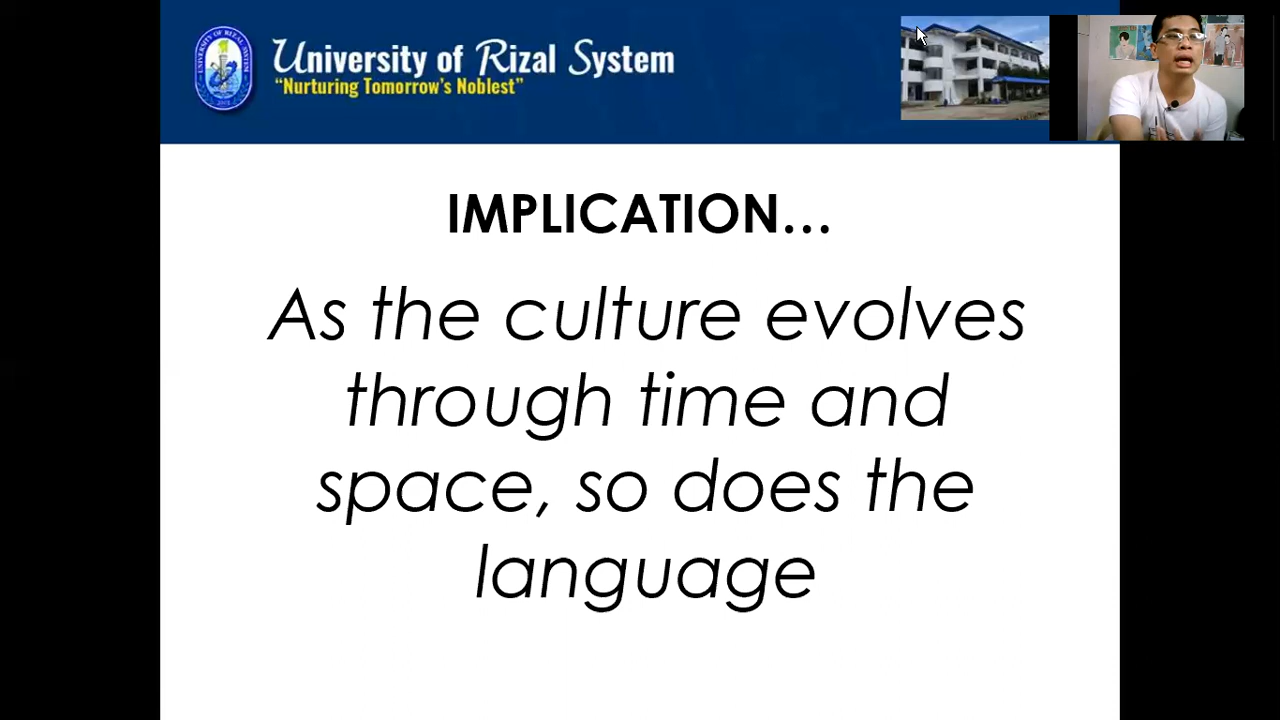 University of Rizal System
"Nurturing Tomorrow's Noblest"
IMPLICATION...
As the culture evolves
through time and
space, so does the
language